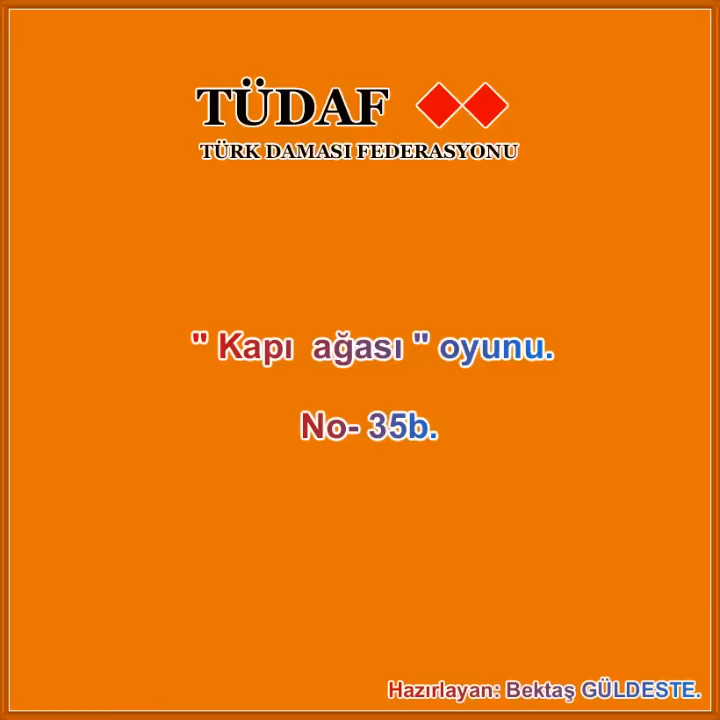 TÜDAF
TÜRK DAMASI FEDERASYONU
" Kapı ağası " oyunu.
No- 35b.
Hazırlayan: Bektaş GÜLDESTE.